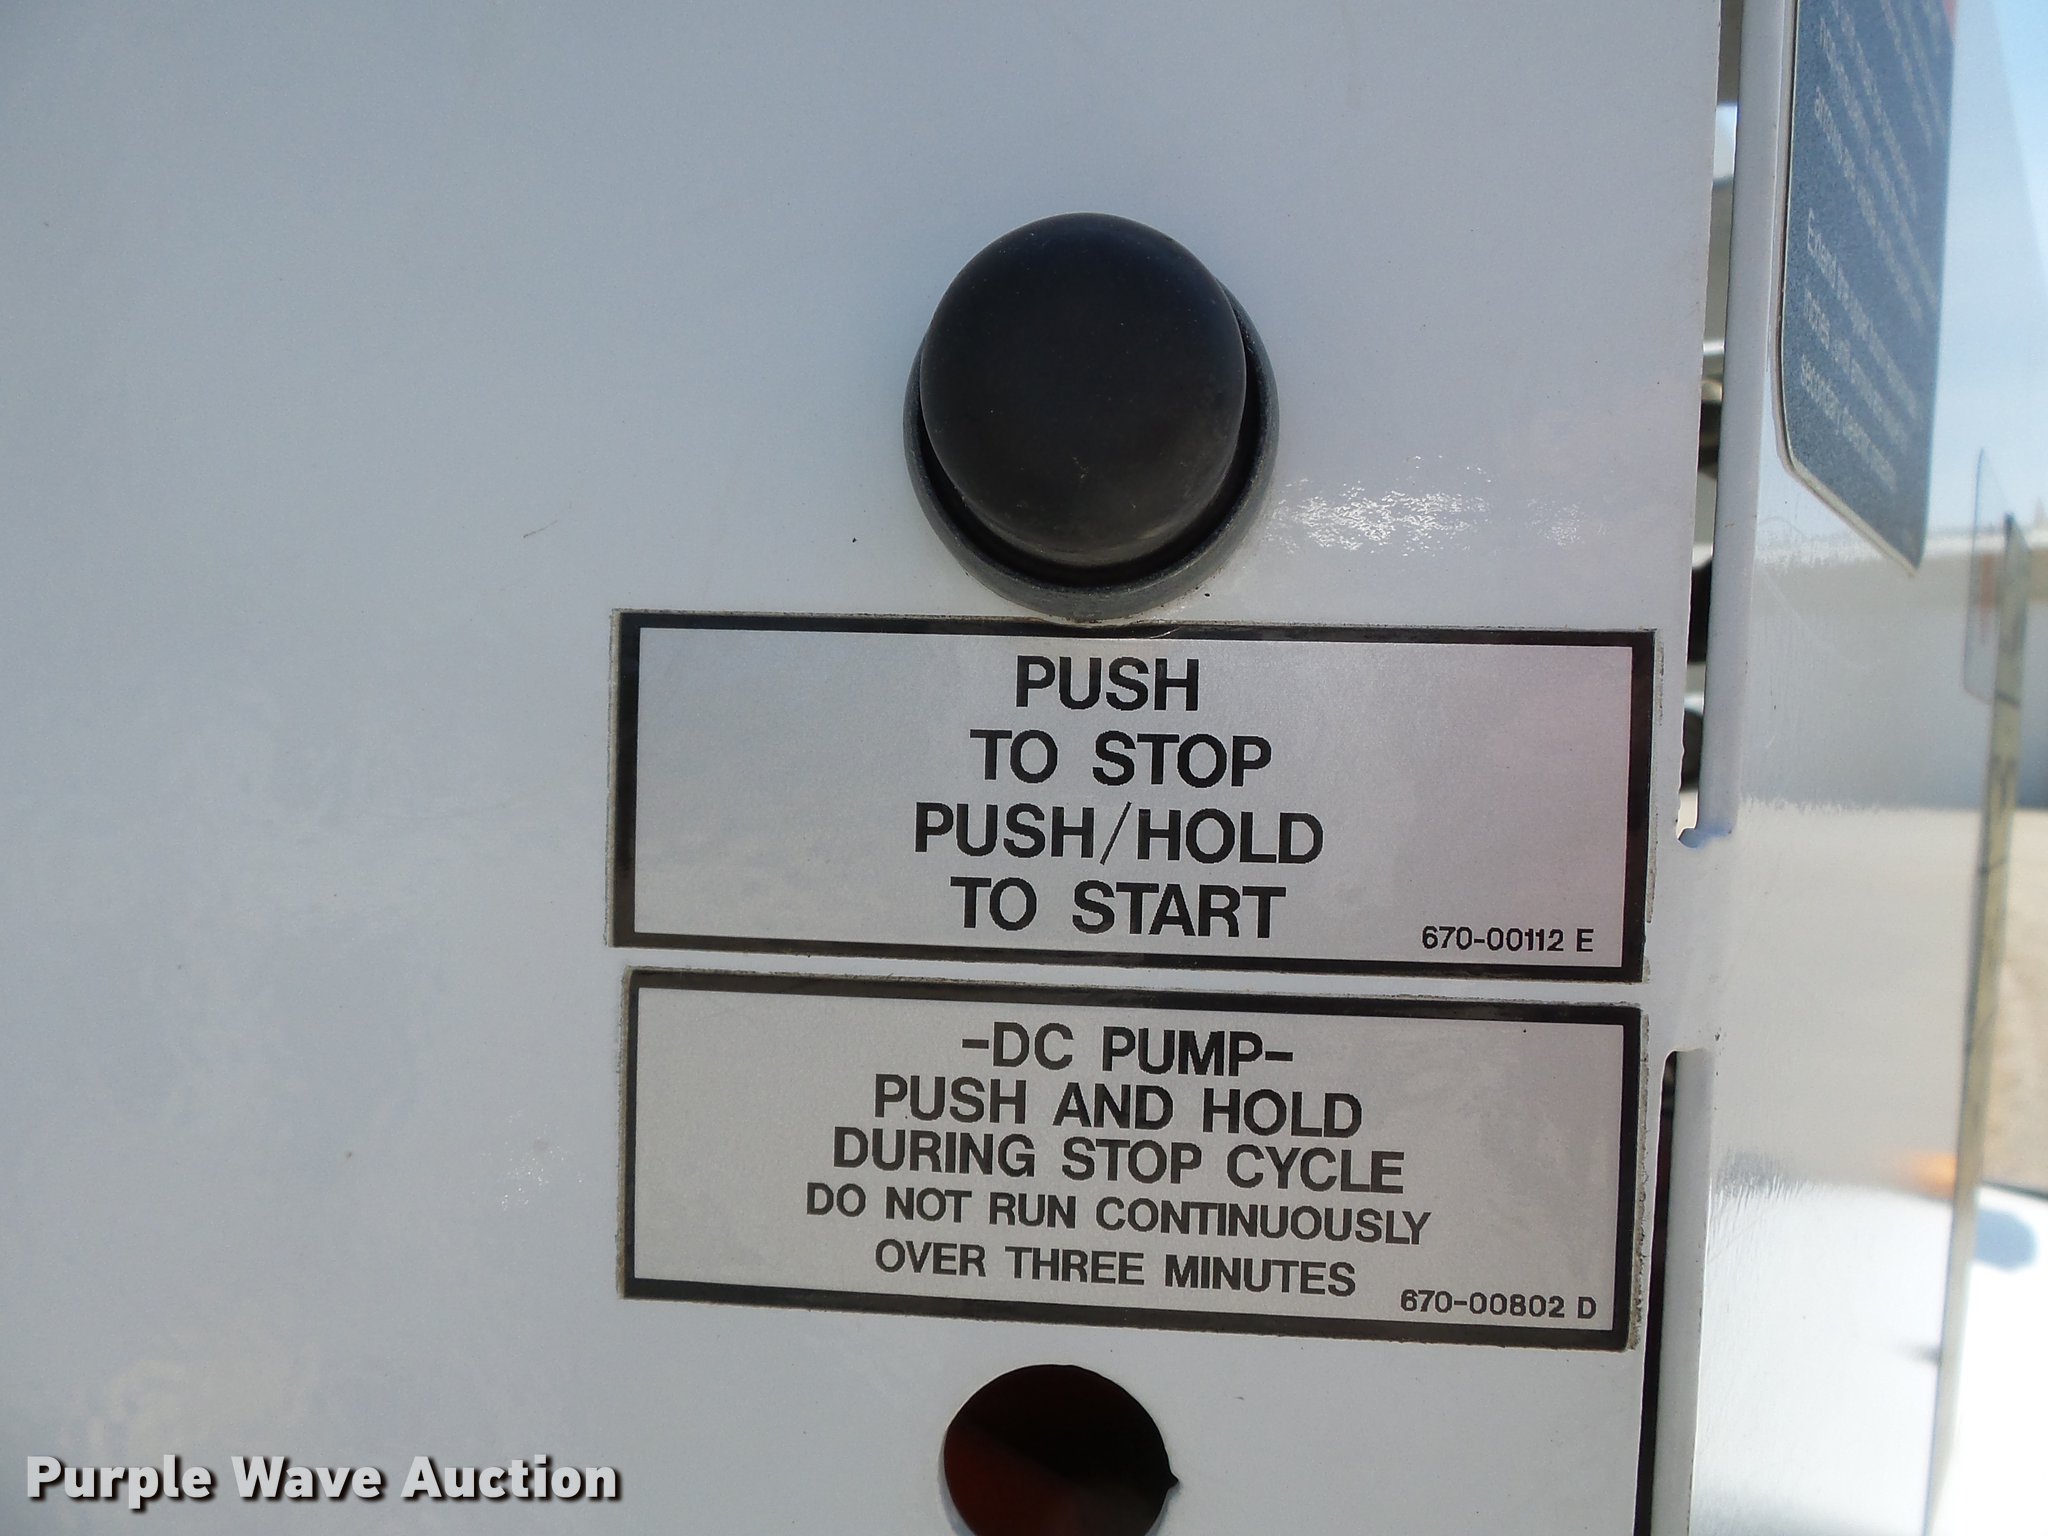 PUSH
TO STOP
PUSH/HOLD
TO START
670-00112 E
-DC PUMP-
PUSH AND HOLD
DURING STOP CYCLE
DO NOT RUN CONTINUOUSLY
OVER THREE MINUTES
670-00802 D
Purple Wave Auction